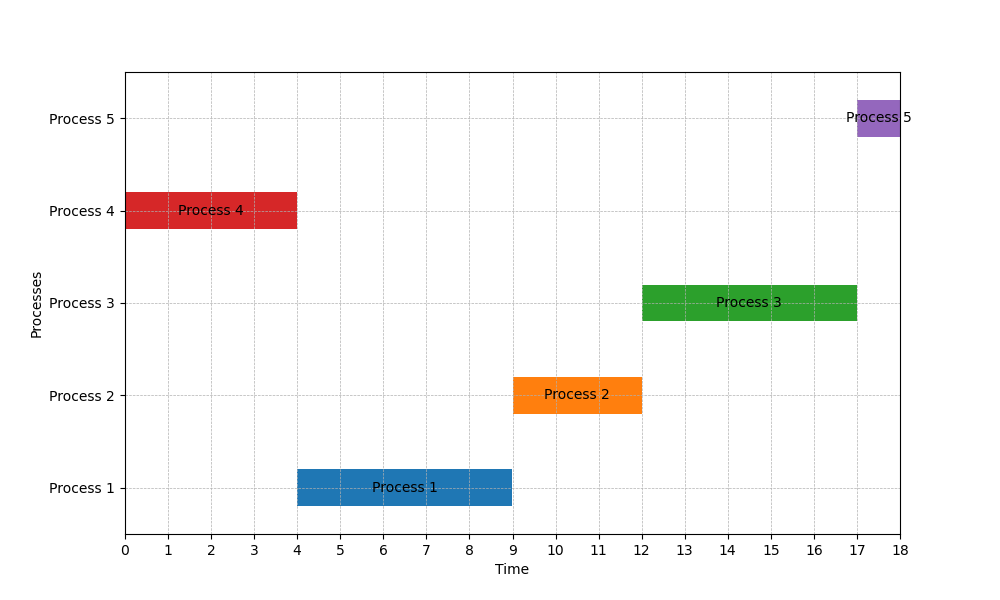 Process 5
Process 5
Process 4
Process 4
Processes
Process 3
Process 3
Process 2
Process 2
Process 1
Process 1
0 1 2 3 4 5 6 7 8 9 10 11 12 13 14 15 16 17 18
Time